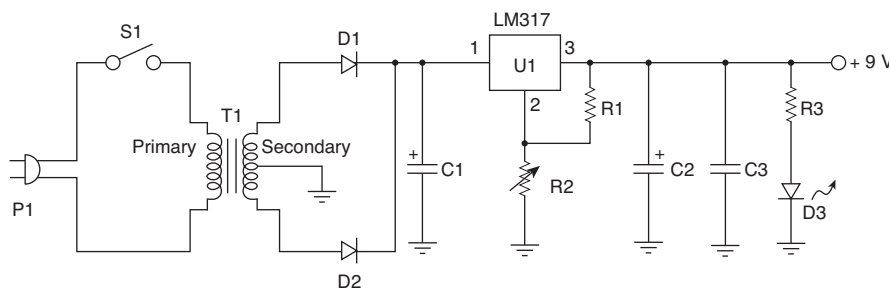 LM317
S1
D1
1
3
U1
+ 9 V
2
R1
R3
T1
Primary
Secondary
+
C1
R2
+
C2
C3
D3
P1
D2